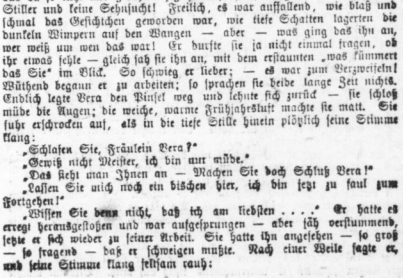 Stiller und keine Sehnsucht! Freilich, es war auffallend, wie blaß und
schmal das Gesichtchen geworden war, wie tiefe Schatten lagerten die
dunkeln Wimpern auf den Wangen — aber — was ging das ihn an,
wer weiß um wen das war! Er durfte sie ja nicht einmal fragen, ob
ihr etwas fehle — gleich sah sie ihn an, mit dem erstaunten „was kümmert
das Sie" im Blick. So schwieg er lieber; — es war zum Verzweifeln!
Wüthend begann er zu arbeiten; so sprachen sie beide lange Zeit nichts.
Endlich legte Vera den Pinsel weg und lehnte sich zurück — sie schloß
müde die Augen; die weiche, warme Frühjahrsluft machte sie matt. Sie
fuhr erschrocken auf, als in die tiefe Stille hinein plötzlich seine Stimme
klang:
„Schlafen Sie, Fräulein Vera?"
„Gewiß nicht Meister, ich bin nur müde."
„Das sieht man Ihnen an — Machen Sie doch Schluß Vera!"
„Lassen Sie mich noch ein bischen hier, ich bin jetzt zu faul zum
Fortgehen!"
„Wissen Sie denn nicht, daß ich am liebsten . . . ." Er hatte es
erregt herausgestoßen und war aufgesprungen — aber jäh verstummend,
setzte er sich wieder zu seiner Arbeit. Sie hatte ihn angesehen — so groß
— so fragend — daß er schweigen mußte. Nach einer Weile sagte er,
und seine Stimme klang seltsam rauh: